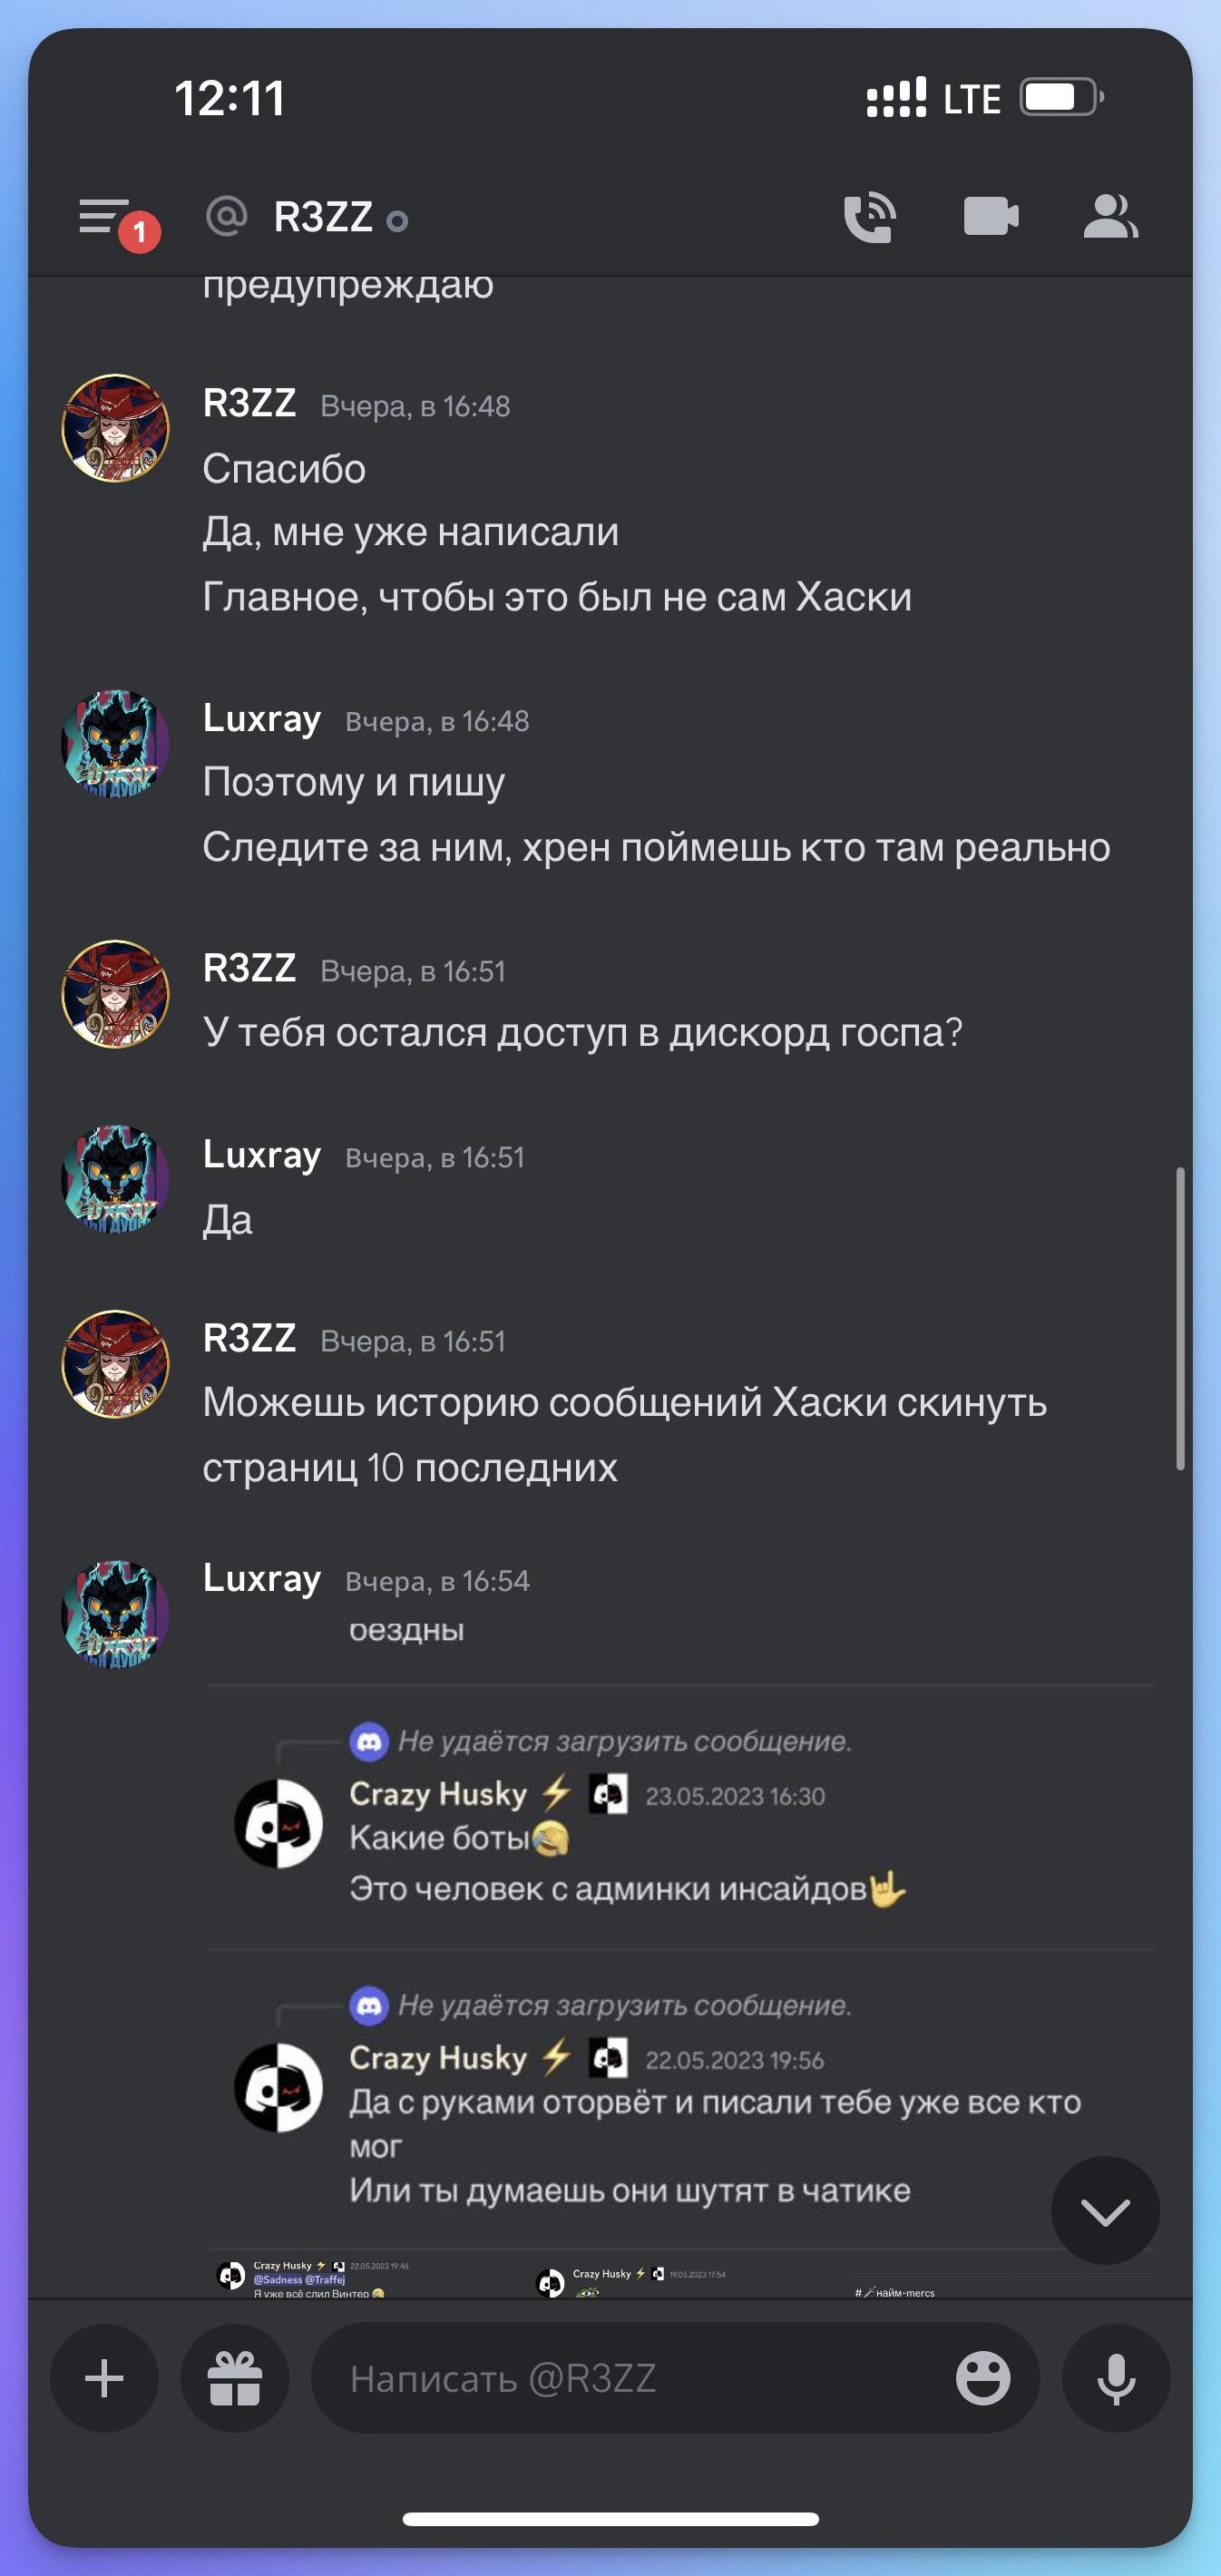 12:11
LTE
1
R3ZZ
предупреждаю
R3ZZ Вчера, в 16:48
Спасибо
Да, мне уже написали
Главное, чтобы это был не сам Хаски
Luxray Вчера, в 16:48
Поэтому и пишу
Следите за ним, хрен поймешь кто там реально
R3ZZ Вчера, в 16:51
У тебя остался доступ в дискорд госпа?
Luxray Вчера, в 16:51
Да
R3ZZ Вчера, в 16:51
Можешь историю сообщений Хаски скинуть
страниц 10 последних
Luxray Вчера, в 16:54
бездны
Не удаётся загрузить сообщение.
Crazy Husky ⚡ 23.05.2023 16:30
Какие боты😂
Это человек с админки инсайдов🤟
Не удаётся загрузить сообщение.
Crazy Husky ⚡ 22.05.2023 19:56
Да с руками оторвёт и писали тебе уже все кто
мог
Или ты думаешь они шутят в чатике
Crazy Husky ⚡ 22.05.2023 19:46
@Sadness @Traffej
Я уже всё слил Винтер
Crazy Husky ⚡ 19.05.2023 17:54
# найм-mercs
Написать @R3ZZ